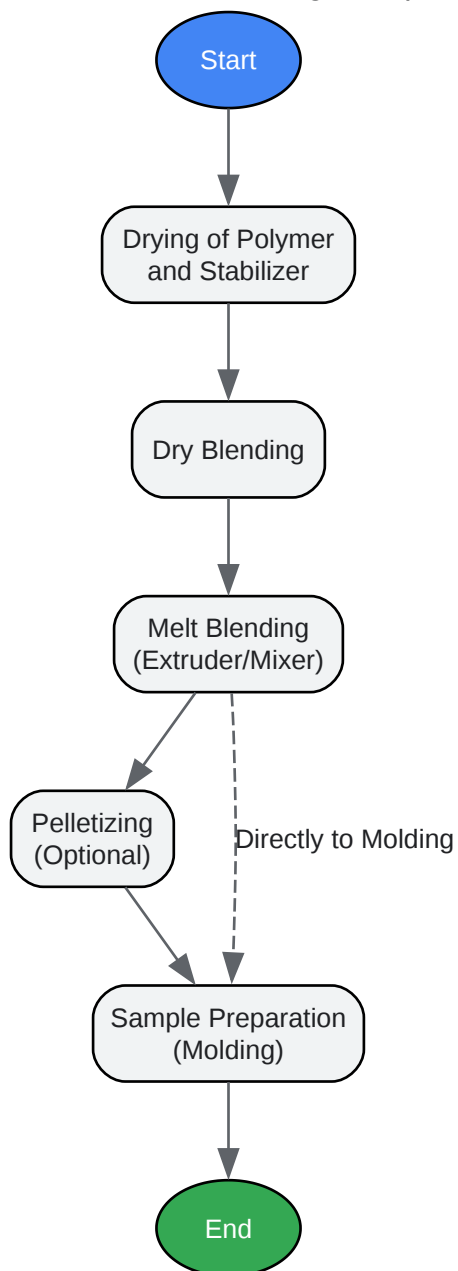 Start
Drying of Polymer
and Stabilizer
Dry Blending
Melt Blending
(Extruder/Mixer)
Pelletizing
(Optional)
Directly to Molding
Sample Preparation
(Molding)
End